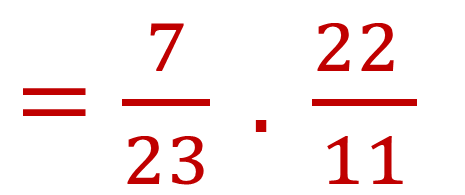 = 7/23 . 22/11